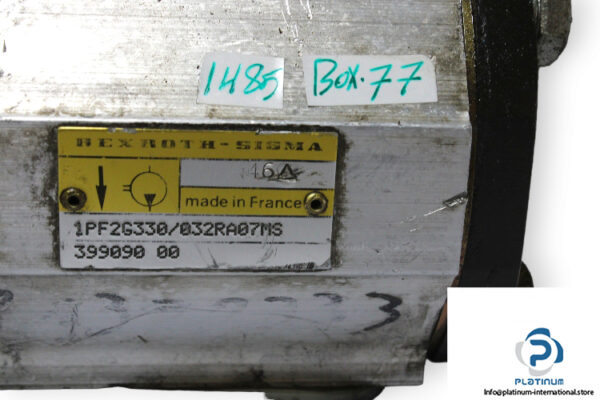 1485
Box.77
REXROTH-SIGMA
16A
made in France
1PF2G330/032RA07MS
399090 00
PLATINUM
Info@platinum-international.store